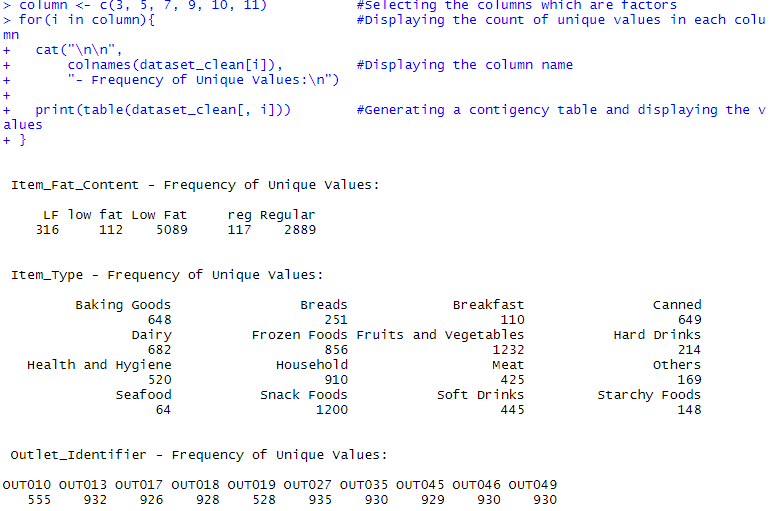 > column <- c(3, 5, 7, 9, 10, 11)            #Selecting the columns which are factors
> for(i in column){                          #Displaying the count of unique values in each colu
mn
+   cat("\n\n",
+       colnames(dataset_clean[i]),          #Displaying the column name
+       "- Frequency of Unique Values:\n")
+
+   print(table(dataset_clean[, i]))         #Generating a contigency table and displaying the v
alues
+ }
 Item_Fat_Content - Frequency of Unique Values:
     LF low fat Low Fat     reg Regular
    316     112    5089     117    2889
 Item_Type - Frequency of Unique Values:
         Baking Goods                Breads             Breakfast                Canned
                  648                   251                   110                   649
                Dairy          Frozen Foods Fruits and Vegetables           Hard Drinks
                  682                   856                  1232                   214
   Health and Hygiene             Household                  Meat                Others
                  520                   910                   425                   169
              Seafood           Snack Foods           Soft Drinks         Starchy Foods
                   64                  1200                   445                   148
 Outlet_Identifier - Frequency of Unique Values:
OUT010 OUT013 OUT017 OUT018 OUT019 OUT027 OUT035 OUT045 OUT046 OUT049
   555    932    926    928    528    935    930    929    930    930